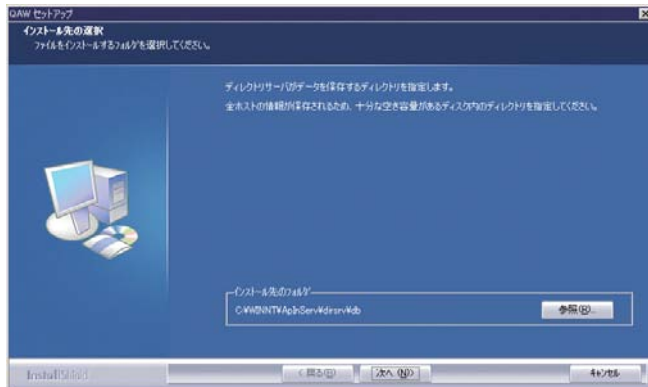 QAW セットアップ
インストール先の選択
ファイルをインストールするフォルダを選択してください。
ディレクトリサーバがデータを保存するディレクトリを指定します。
全ホストの情報が保存されるため、十分な空き容量があるディスク内のディレクトリを指定してください。
インストール先のフォルダ
C:¥WINNT¥ApInServ¥dirsrv¥db
参照(R)...
InstallShield
< 戻る(B)
次へ (N)>
キャンセル